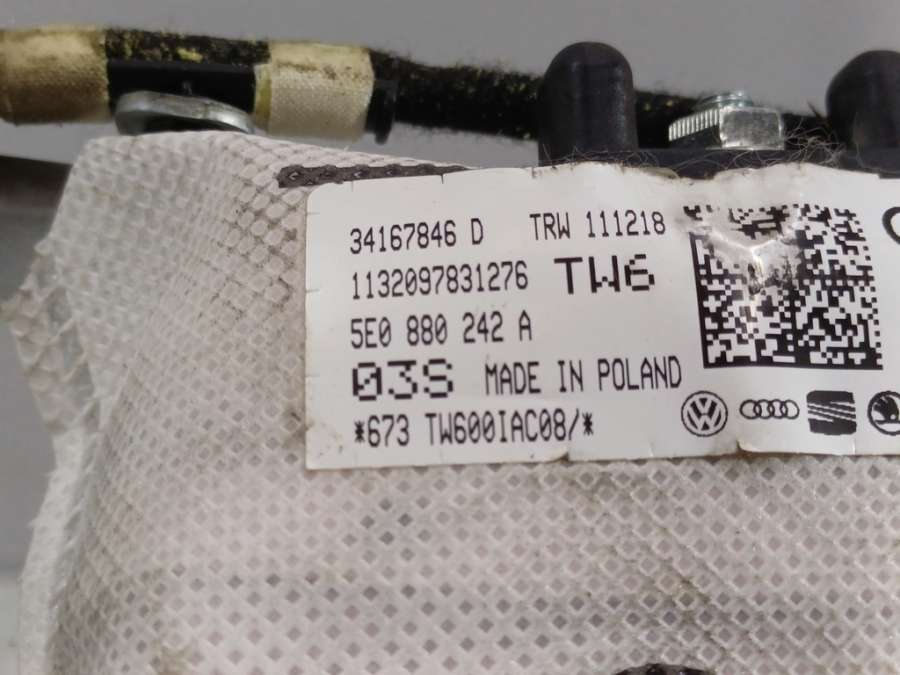 34167846 D TRW 111218
1132097831276 TW6
5E0 880 242 A
03S MADE IN POLAND
*673 TW600IAC08/*